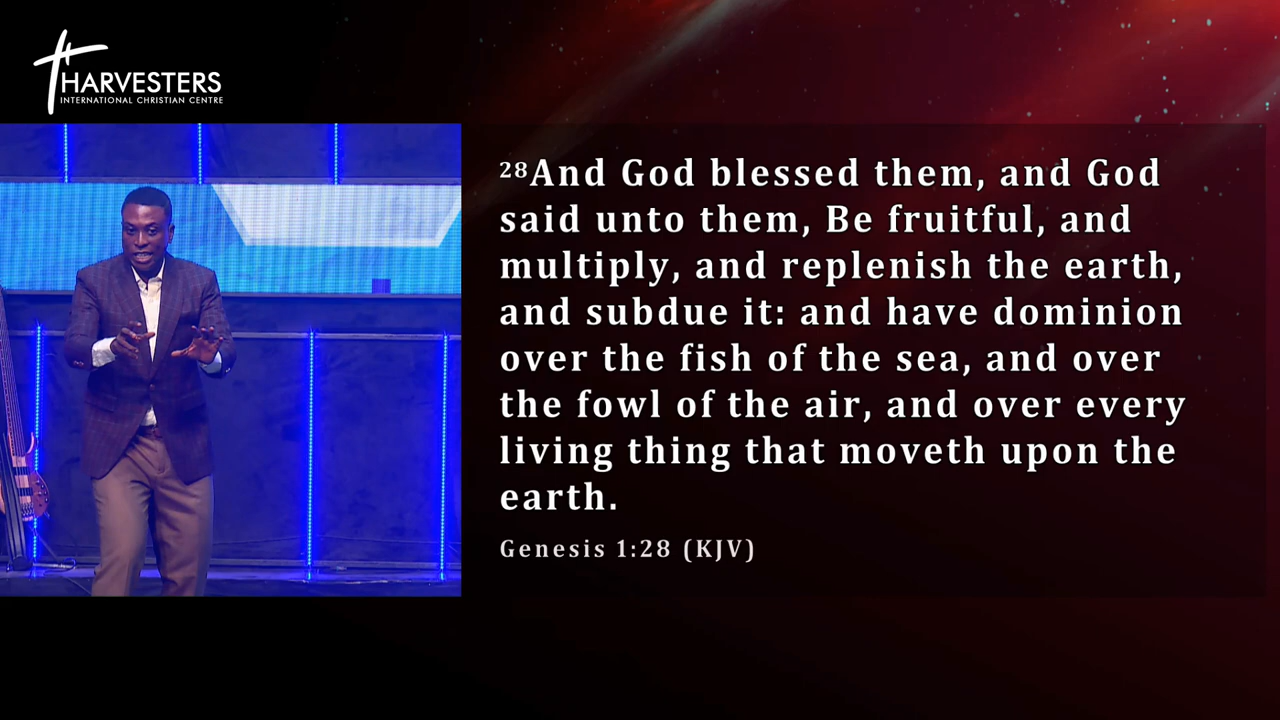 HARVESTERS
INTERNATIONAL CHRISTIAN CENTRE
²⁸And God blessed them, and God
said unto them, Be fruitful, and
multiply, and replenish the earth,
and subdue it: and have dominion
over the fish of the sea, and over
the fowl of the air, and over every
living thing that moveth upon the
earth.
Genesis 1:28 (KJV)